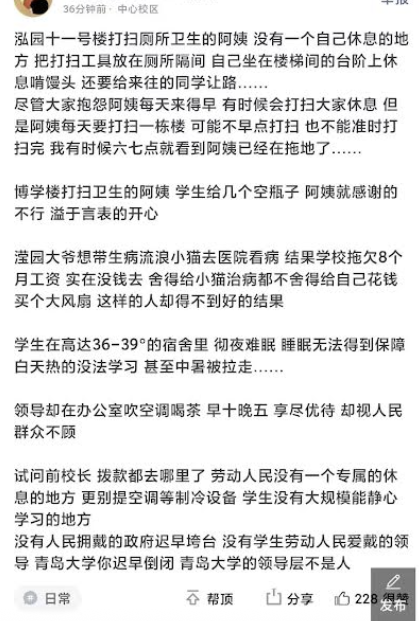 36分钟前 · 中心校区
举报
泓园十一号楼打扫厕所卫生的阿姨 没有一个自己休息的地
方 把打扫工具放在厕所隔间 自己坐在楼梯间的台阶上休
息啃馒头 还要给来往的同学让路......
尽管大家抱怨阿姨每天来得早 有时候会打扫大家休息 但
是阿姨每天要打扫一栋楼 可能不早点打扫 也不能准时打
扫完 我有时候六七点就看到阿姨已经在拖地了......
博学楼打扫卫生的阿姨 学生给几个空瓶子 阿姨就感谢的
不行 溢于言表的开心
滢园大爷想带生病流浪小猫去医院看病 结果学校拖欠8个
月工资 实在没钱去 舍得给小猫治病都不舍得给自己花钱
买个大风扇 这样的人却得不到好的结果
学生在高达36-39°的宿舍里 彻夜难眠 睡眠无法得到保障
白天热的没法学习 甚至中暑被拉走......
领导却在办公室吹空调喝茶 早十晚五 享尽优待 却视人民
群众不顾
试问前校长 拨款都去哪里了 劳动人民没有一个专属的休
息的地方 更别提空调等制冷设备 学生没有大规模能静心
学习的地方
没有人民拥戴的政府迟早垮台 没有学生劳动人民爱戴的领
导 青岛大学你迟早倒闭 青岛大学的领导层不是人
日常
帮顶
分享
228 很赞
发布